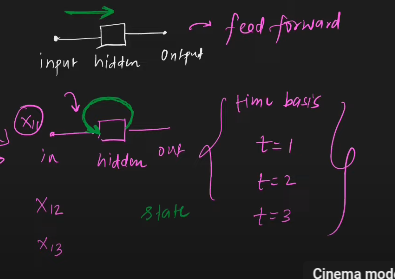 feed forward
input hidden Output
time basis
X11
in hidden out
t=1
t=2
X12 state t=3
X13
Cinema mode